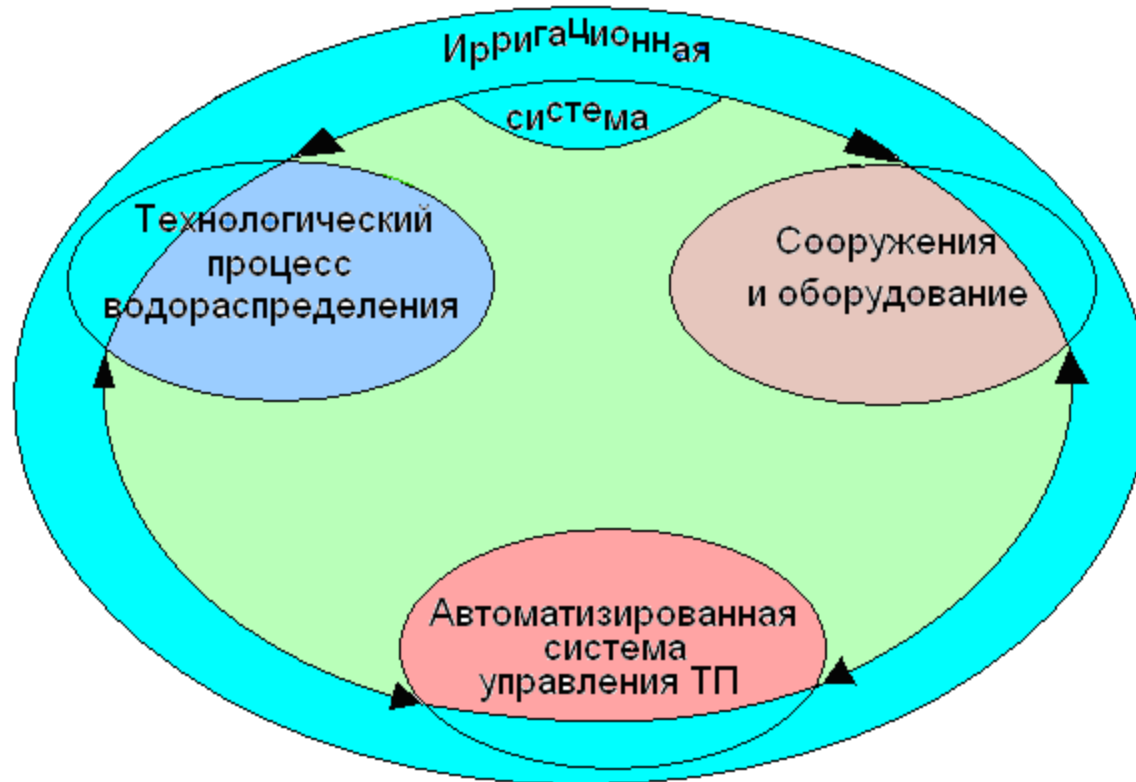 Ирригационная
система
Технологический
процесс
водораспределения
Сооружения
и оборудование
Автоматизированная
система
управления ТП